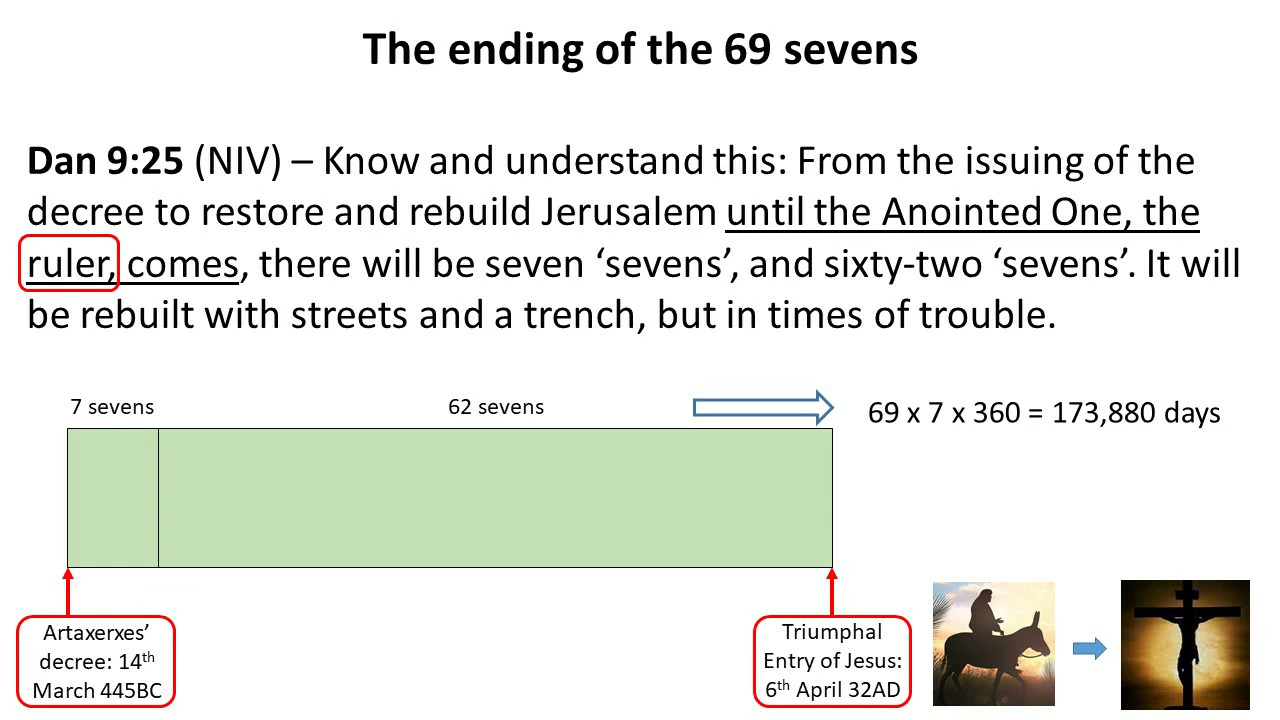 The ending of the 69 sevens
Dan 9:25 (NIV) – Know and understand this: From the issuing of the
decree to restore and rebuild Jerusalem until the Anointed One, the
ruler, comes, there will be seven ‘sevens’, and sixty-two ‘sevens’. It will
be rebuilt with streets and a trench, but in times of trouble.
7 sevens
62 sevens
69 x 7 x 360 = 173,880 days
Artaxerxes’
decree: 14th
March 445BC
Triumphal
Entry of Jesus:
6th April 32AD